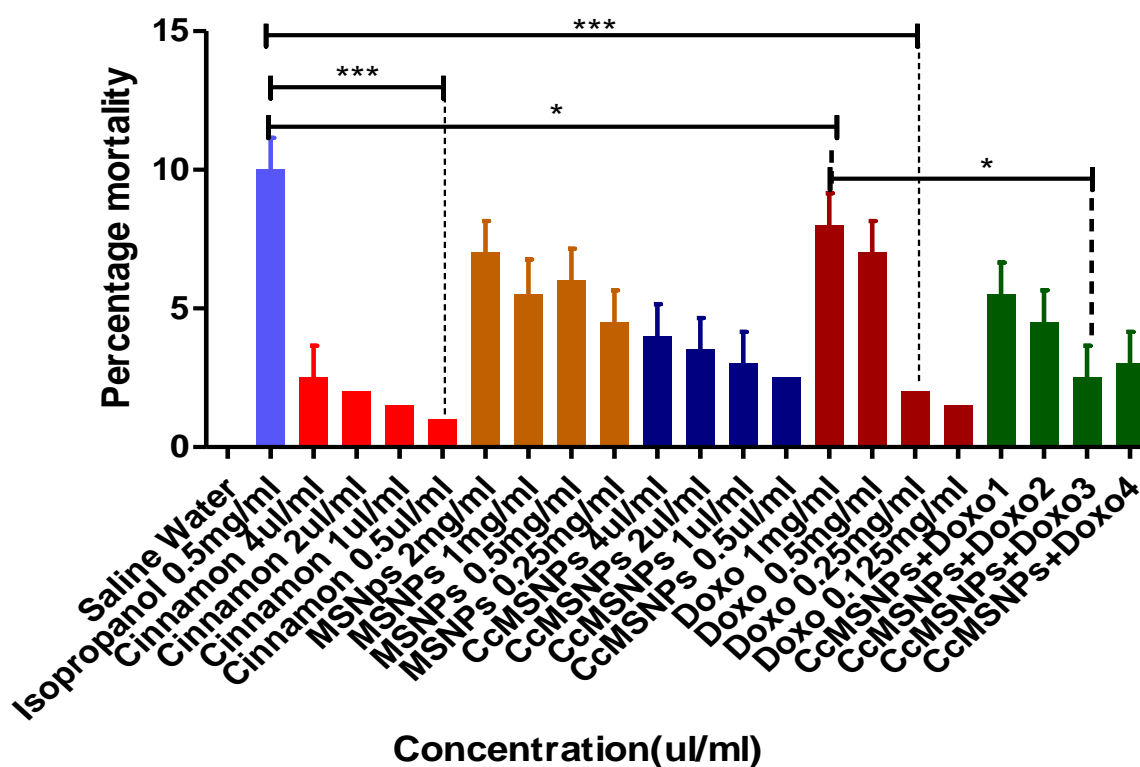 15
10
5
0
Percentage mortality
***
***
*
*
Saline Water
Isopropanol 0.5mg/ml
Cinnamon 4ul/ml
Cinnamon 2ul/ml
Cinnamon 1ul/ml
Cinnamon 0.5ul/ml
MSNps 2mg/ml
MSNPs 1mg/ml
MSNPs 0.5mg/ml
MSNPS 0.25mg/ml
CcMSNPs 4ul/ml
CcMSNPs 2ul/ml
CcMSNPs 1ul/ml
CcMSNPS 0.5ul/ml
Doxo 1mg/ml
Doxo 0.5mg/ml
Doxo 0.25mg/ml
Doxo 0.125mg/ml
CcMSNPs+Doxo1
CcMSNPs+Doxo2
CcMSNPs+Doxo3
CcMSNPs+Doxo4
Concentration(ul/ml)